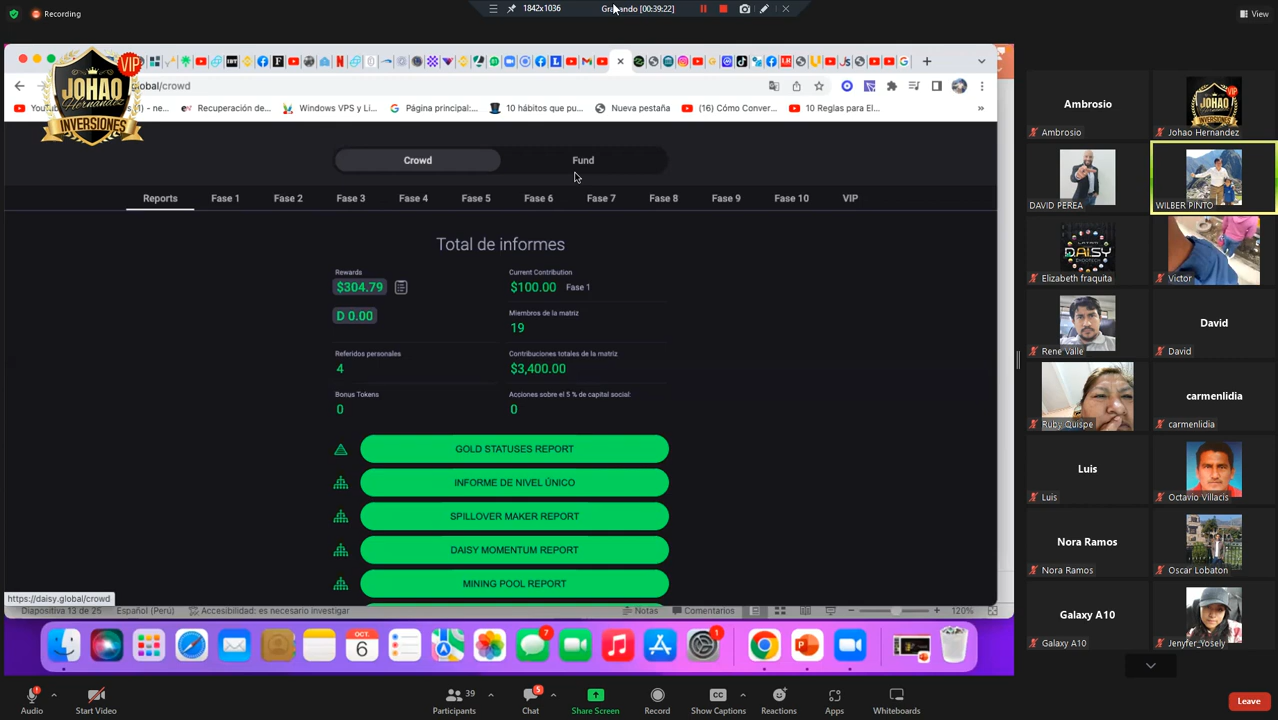 Recording
1842x1036
Grabando [00:39:22]
View
VIP
JOHAO
HERNANDEZ
INVERSIONES
global/crowd
Recuperación de...
Windows VPS y Li...
Página principal:...
10 hábitos que pu...
Nueva pestaña
(16) Cómo Conver...
10 Reglas para El...
»
Crowd
Fund
Reports
Fase 1
Fase 2
Fase 3
Fase 4
Fase 5
Fase 6
Fase 7
Fase 8
Fase 9
Fase 10
VIP
Total de informes
Rewards
$304.79
D 0.00
Current Contribution
$100.00 Fase 1
Miembros de la matriz
19
Referidos personales
4
Contribuciones totales de la matriz
$3,400.00
Bonus Tokens
0
Acciones sobre el 5 % de capital social:
0
GOLD STATUSES REPORT
INFORME DE NIVEL ÚNICO
SPILLOVER MAKER REPORT
DAISY MOMENTUM REPORT
MINING POOL REPORT
https://daisy.global/crowd
Diapositiva 13 de 25
Español (Perú)
Accesibilidad: es necesario investigar
Notas
Comentarios
120%
OCT.
6
7
1
Ambrosio
Ambrosio
Johao Hernandez
DAVID PEREA
WILBER PINTO
DAISY
Elizabeth fraquita
Victor
Rene Valle
David
David
Ruby Quispe
carmenlidia
carmenlidia
Luis
Luis
Octavio Villacis
Nora Ramos
Nora Ramos
Oscar Lobaton
Galaxy A10
Galaxy A10
Jenyfer_Yosely
Audio
Start Video
39
Participants
5
Chat
Share Screen
Record
CC
Show Captions
Reactions
Apps
Whiteboards
Leave